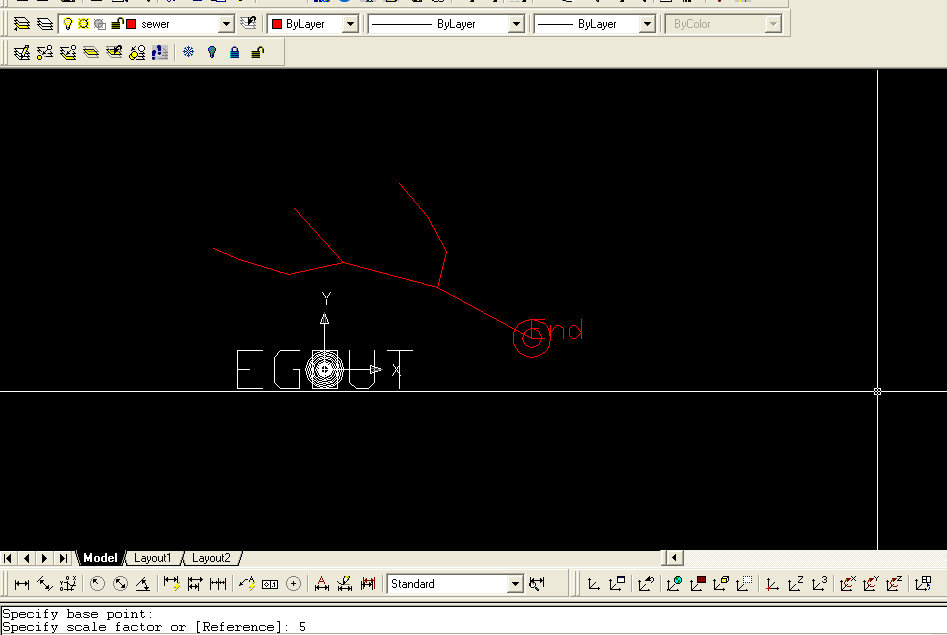 sewer ByLayer ByLayer ByLayer ByColor
Y
End
EGOUT X
Model Layout1 Layout2
Standard
Specify base point:
Specify scale factor or [Reference]: 5